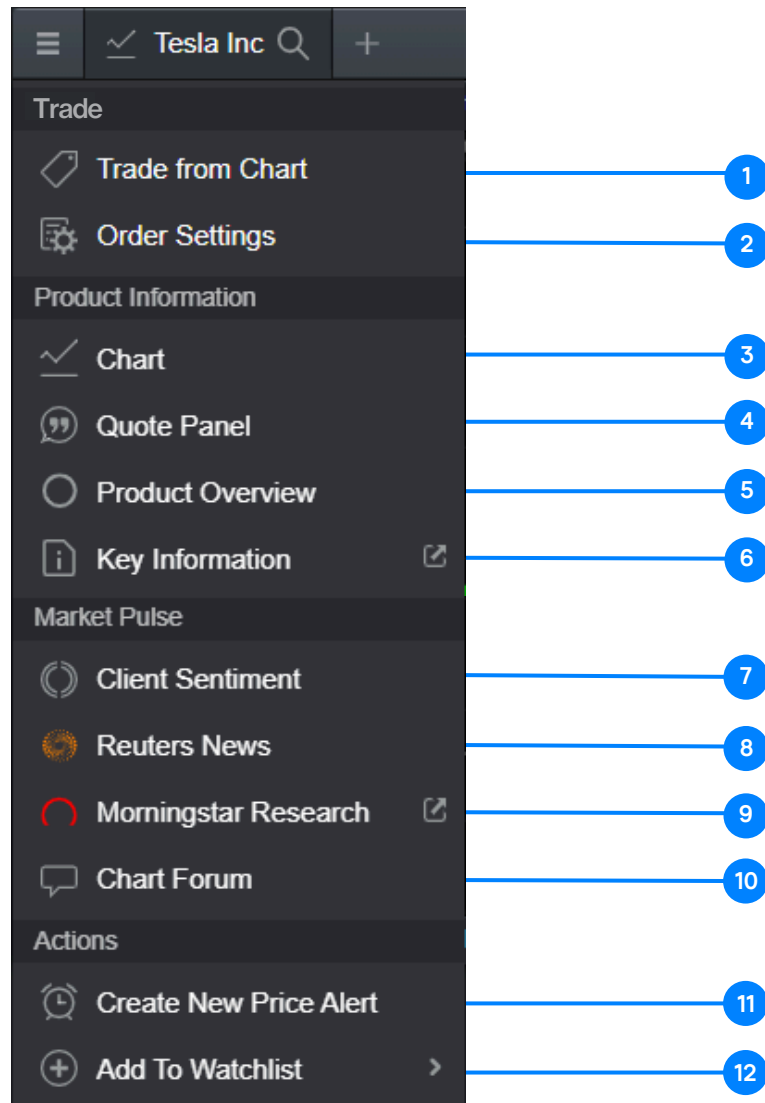 Tesla Inc
Trade
Trade from Chart 1
Order Settings 2
Product Information
Chart 3
Quote Panel 4
Product Overview 5
Key Information 6
Market Pulse
Client Sentiment 7
Reuters News 8
Morningstar Research 9
Chart Forum 10
Actions
Create New Price Alert 11
Add To Watchlist 12